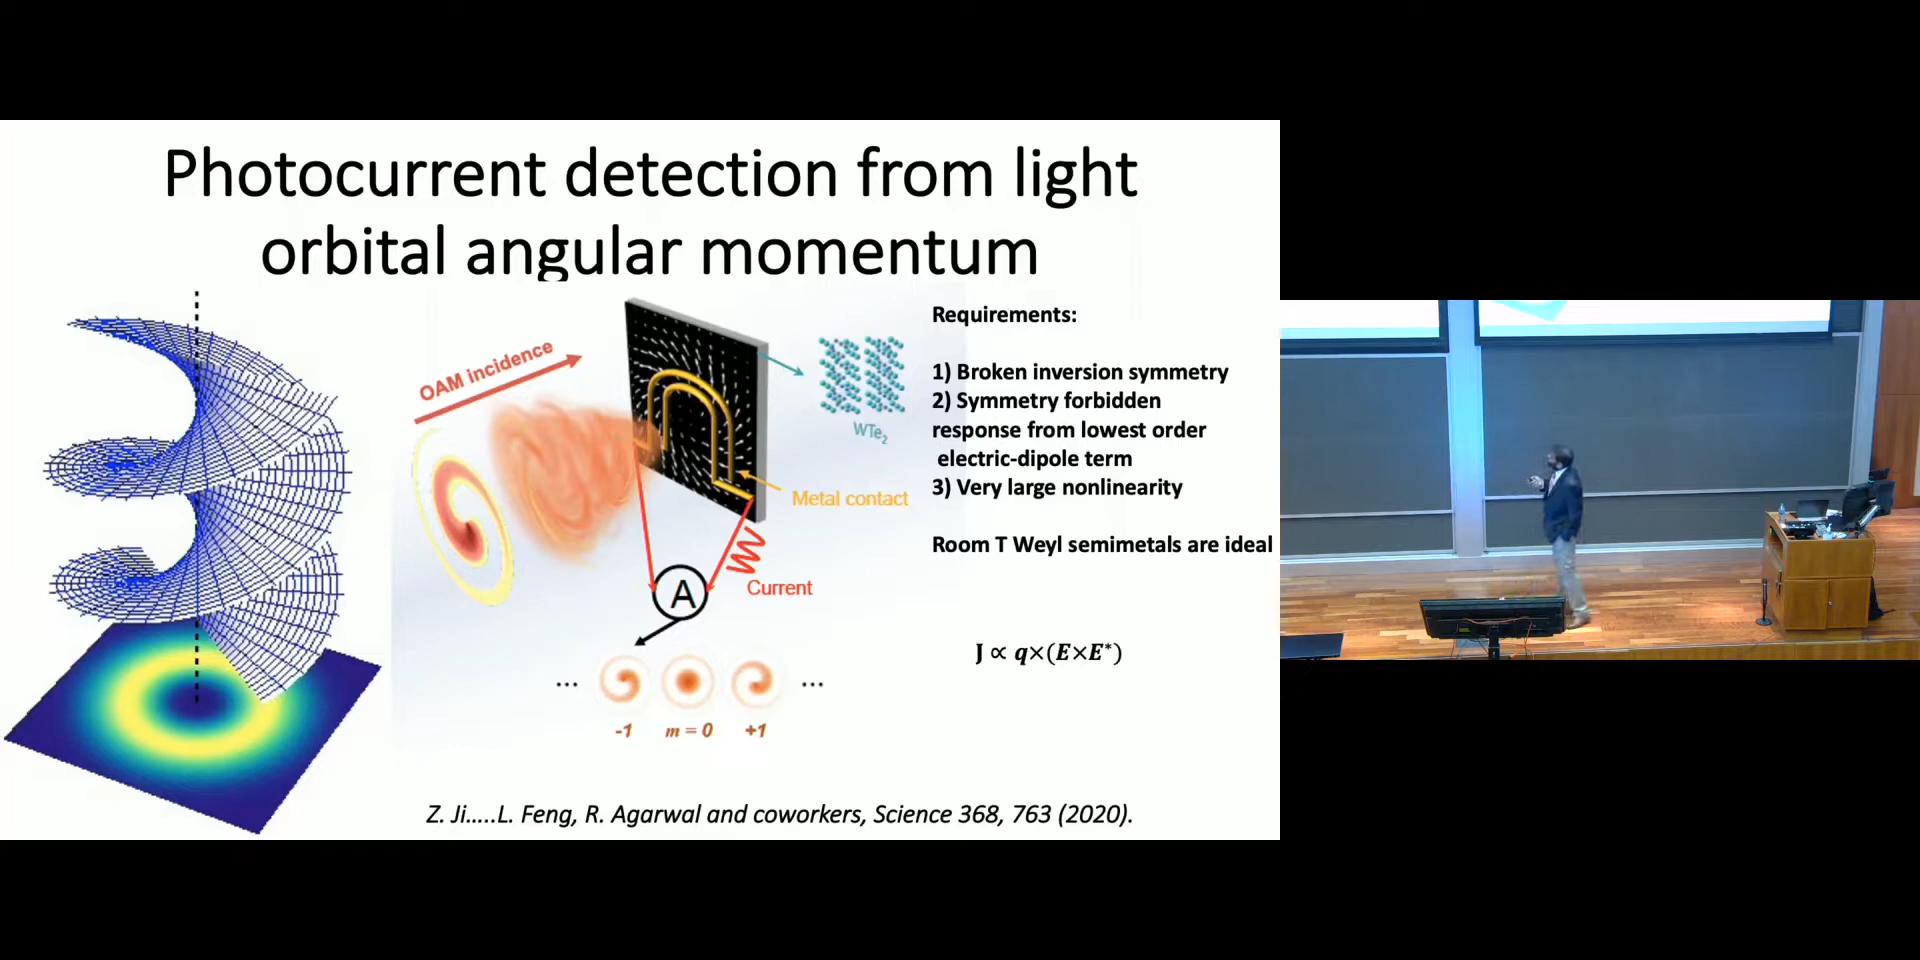 Photocurrent detection from light
orbital angular momentum
OAM incidence
WTe2
Metal contact
A
Current
... ...
-1 m = 0 +1
Requirements:
1) Broken inversion symmetry
2) Symmetry forbidden
response from lowest order
electric-dipole term
3) Very large nonlinearity
Room T Weyl semimetals are ideal
J ∝ q×(E×E*)
Z. Ji.....L. Feng, R. Agarwal and coworkers, Science 368, 763 (2020).